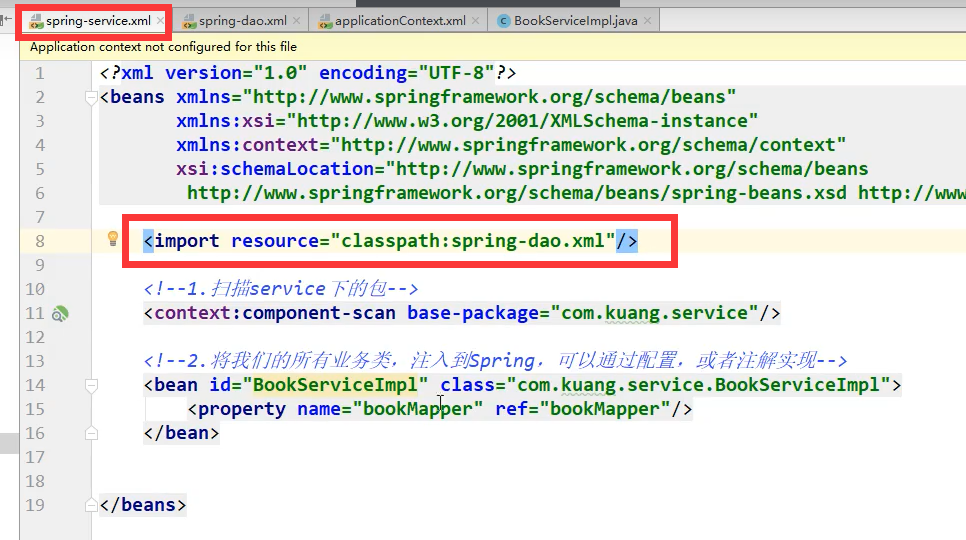 spring-service.xml spring-dao.xml applicationContext.xml BookServiceImpl.java
Application context not configured for this file
1 <?xml version="1.0" encoding="UTF-8"?>
2 <beans xmlns="http://www.springframework.org/schema/beans"
3 xmlns:xsi="http://www.w3.org/2001/XMLSchema-instance"
4 xmlns:context="http://www.springframework.org/schema/context"
5 xsi:schemaLocation="http://www.springframework.org/schema/beans
6 http://www.springframework.org/schema/beans/spring-beans.xsd http://www
7
8 <import resource="classpath:spring-dao.xml"/>
9
10 <!--1.扫描service下的包-->
11 <context:component-scan base-package="com.kuang.service"/>
12
13 <!--2.将我们的所有业务类，注入到Spring，可以通过配置，或者注解实现-->
14 <bean id="BookServiceImpl" class="com.kuang.service.BookServiceImpl">
15 <property name="bookMapper" ref="bookMapper"/>
16 </bean>
17
18
19 </beans>